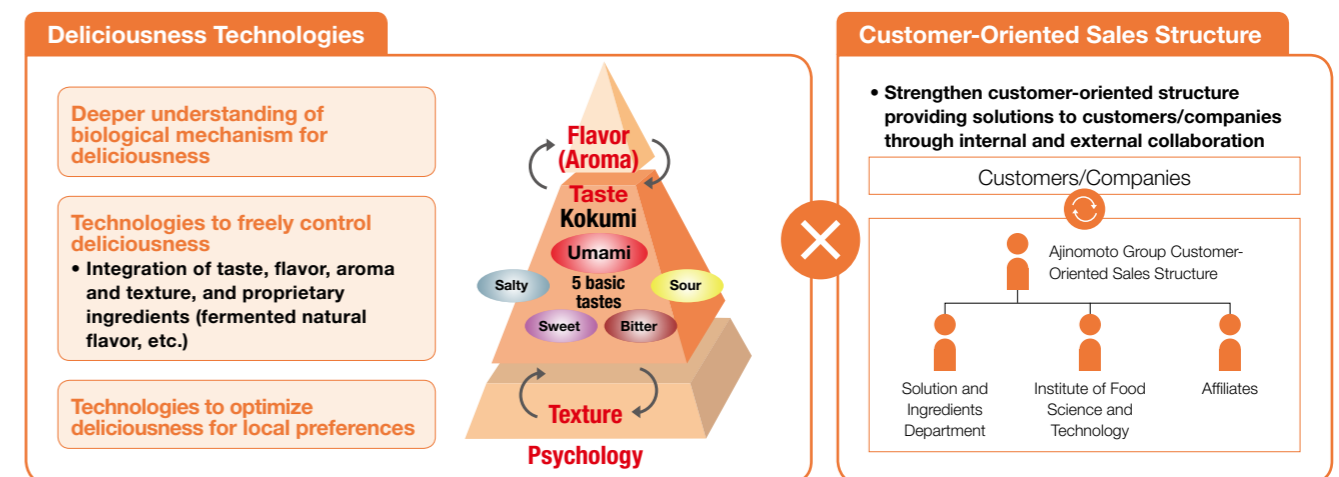 Deliciousness Technologies
Deeper understanding of
biological mechanism for
deliciousness
Technologies to freely control
deliciousness
• Integration of taste, flavor, aroma
and texture, and proprietary
ingredients (fermented natural
flavor, etc.)
Technologies to optimize
deliciousness for local preferences
Flavor
(Aroma)
Taste
Kokumi
Umami
Salty
5 basic
tastes
Sour
Sweet
Bitter
Texture
Psychology
Customer-Oriented Sales Structure
• Strengthen customer-oriented structure
providing solutions to customers/companies
through internal and external collaboration
Customers/Companies
Ajinomoto Group Customer-
Oriented Sales Structure
Solution and
Ingredients
Department
Institute of Food
Science and
Technology
Affiliates